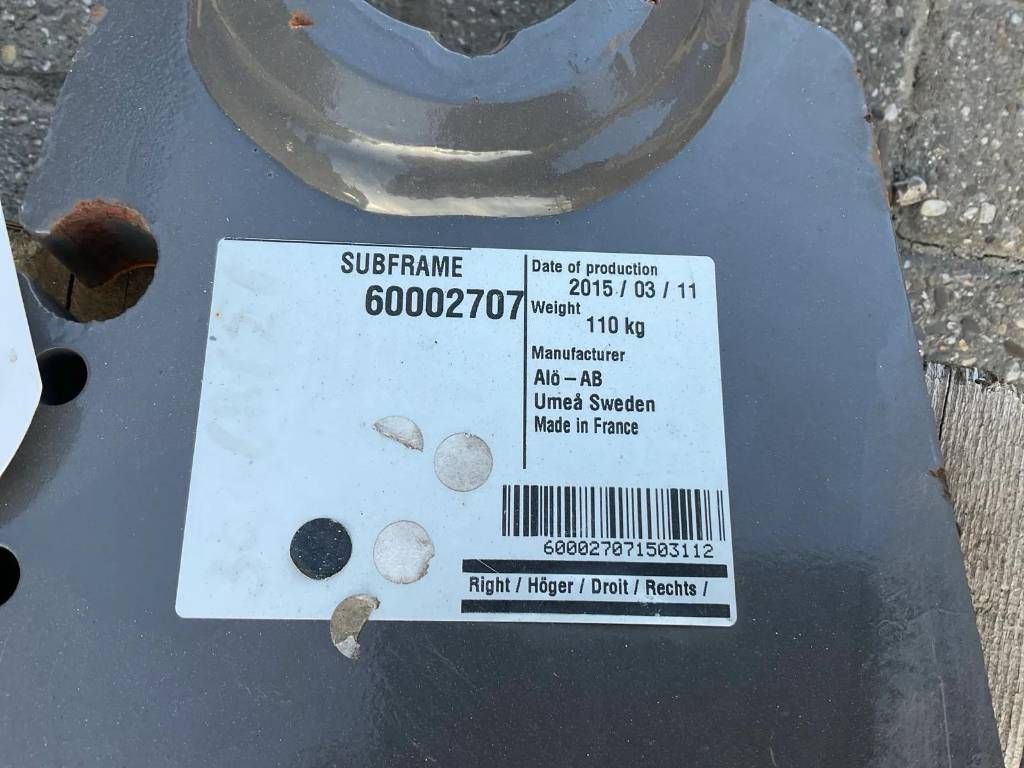 SUBFRAME
60002707
Date of production
2015 / 03 / 11
Weight
110 kg
Manufacturer
Alö – AB
Umeå Sweden
Made in France
600027071503112
Right / Höger / Droit / Rechts /